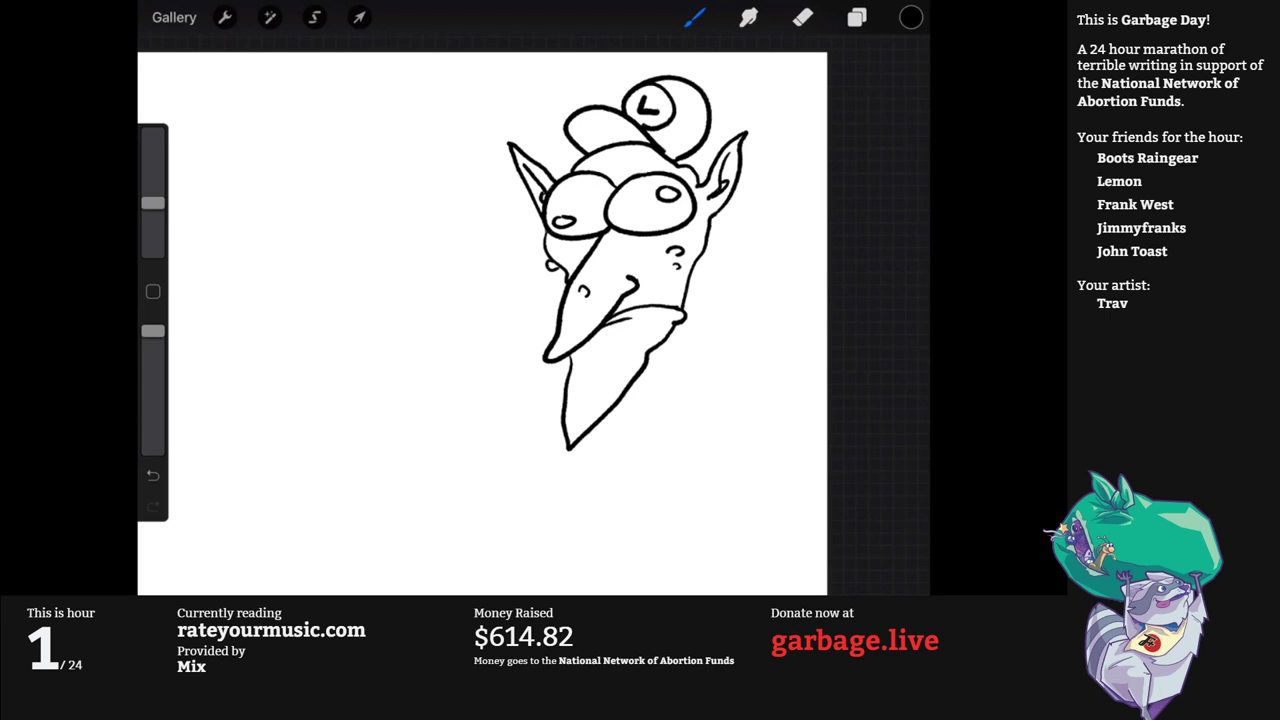 Gallery
L
This is Garbage Day!
A 24 hour marathon of
terrible writing in support of
the National Network of
Abortion Funds.
Your friends for the hour:
Boots Raingear
Lemon
Frank West
Jimmyfranks
John Toast
Your artist:
Trav
This is hour
1 / 24
Currently reading
rateyourmusic.com
Provided by
Mix
Money Raised
$614.82
Money goes to the National Network of Abortion Funds
Donate now at
garbage.live